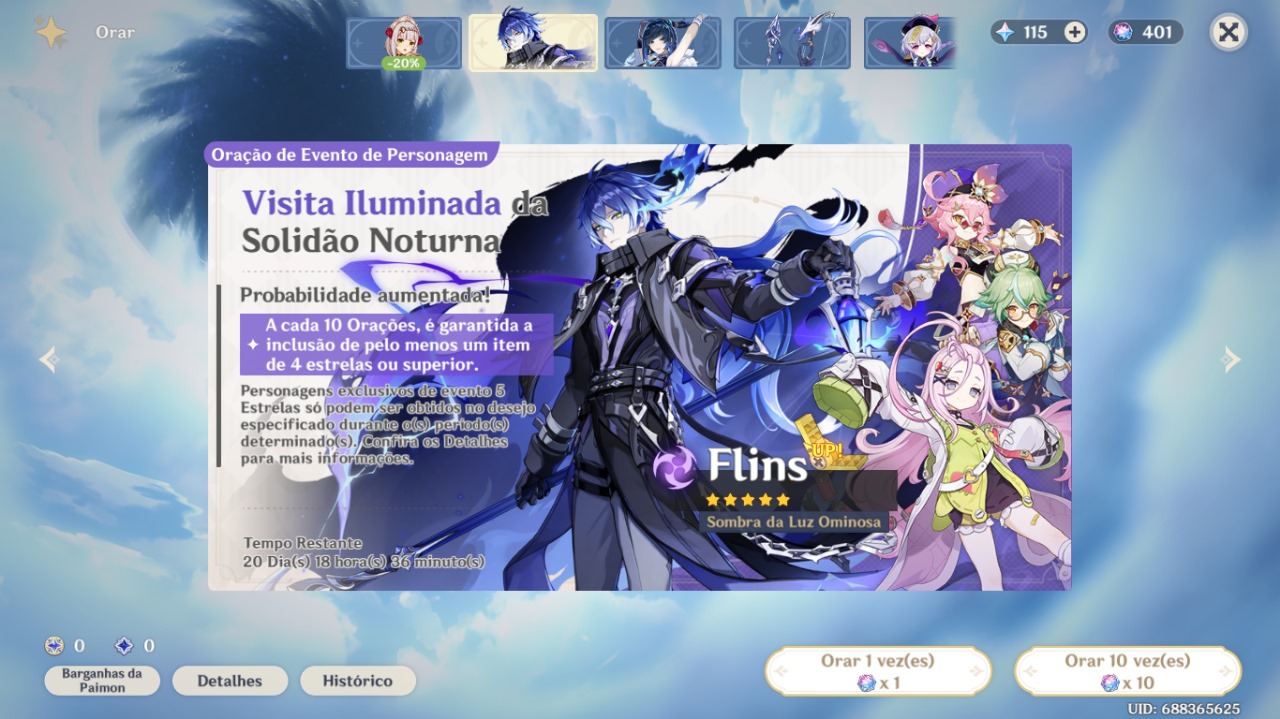 Orar
-20%
115
401
Oração de Evento de Personagem
Visita Iluminada da
Solidão Noturna
Probabilidade aumentada!
A cada 10 Orações, é garantida a
inclusão de pelo menos um item
de 4 estrelas ou superior.
Personagens exclusivos de evento 5
Estrelas só podem ser obtidos no desejo
especificado durante o(s) período(s)
determinado(s). Confira os Detalhes
para mais informações.
Tempo Restante
20 Dia(s) 18 hora(s) 36 minuto(s)
UP!
Flins
Sombra da Luz Ominosa
0
0
Barganhas da
Paimon
Detalhes
Histórico
Orar 1 vez(es)
x 1
Orar 10 vez(es)
x 10
UID: 688365625